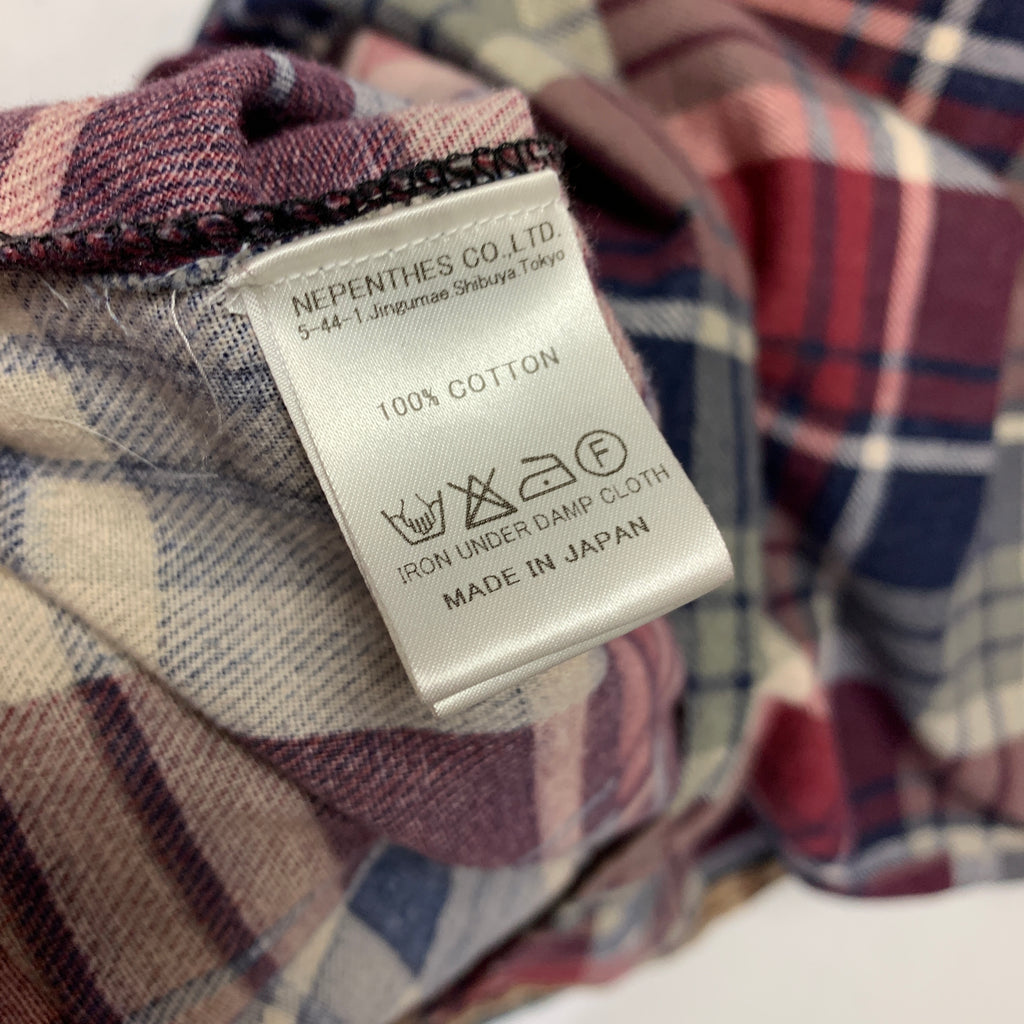 NEPENTHES CO.,LTD.
5-44-1.Jingumae.Shibuya.Tokyo
100% COTTON
F
IRON UNDER DAMP CLOTH
MADE IN JAPAN